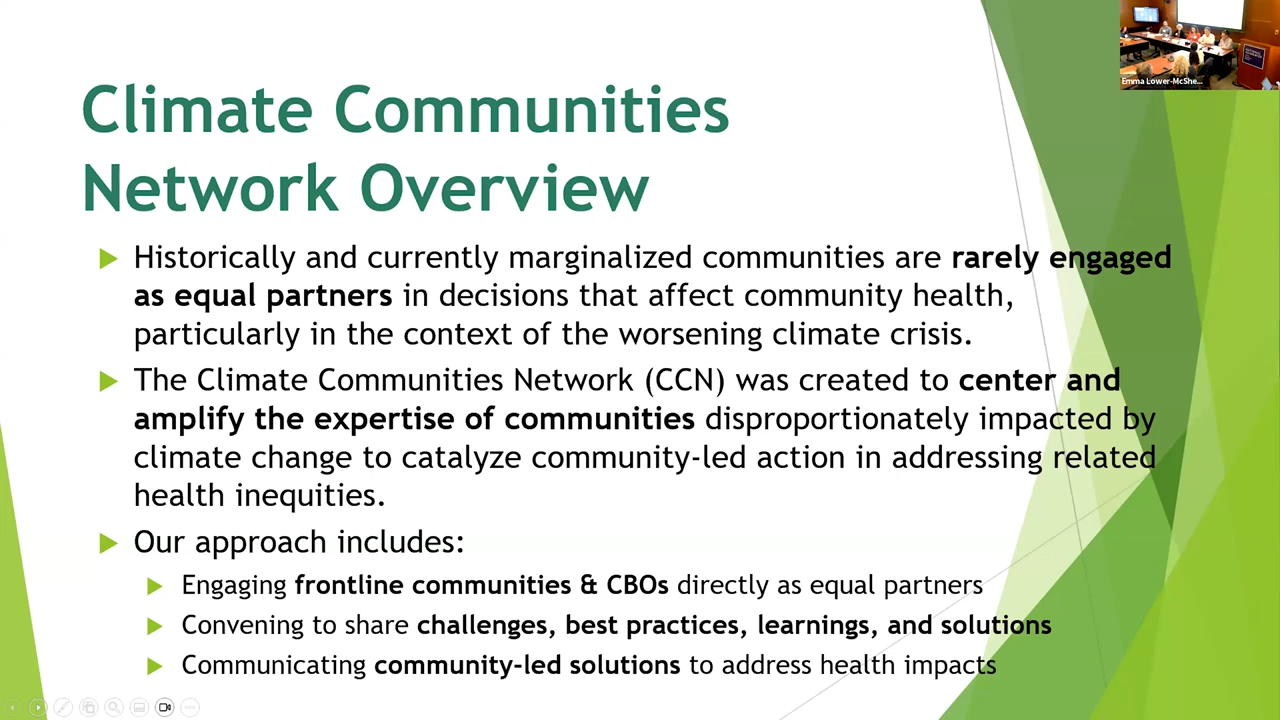 Climate Communities
Network Overview
Historically and currently marginalized communities are rarely engaged
as equal partners in decisions that affect community health,
particularly in the context of the worsening climate crisis.
The Climate Communities Network (CCN) was created to center and
amplify the expertise of communities disproportionately impacted by
climate change to catalyze community-led action in addressing related
health inequities.
Our approach includes:
Engaging frontline communities & CBOs directly as equal partners
Convening to share challenges, best practices, learnings, and solutions
Communicating community-led solutions to address health impacts
Emma Lower-McShe...